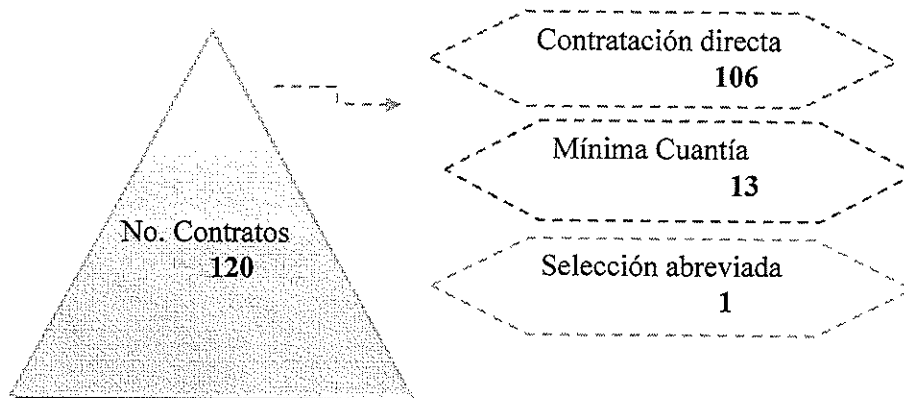 No. Contratos
120
Contratación directa
106
Mínima Cuantía
13
Selección abreviada
1